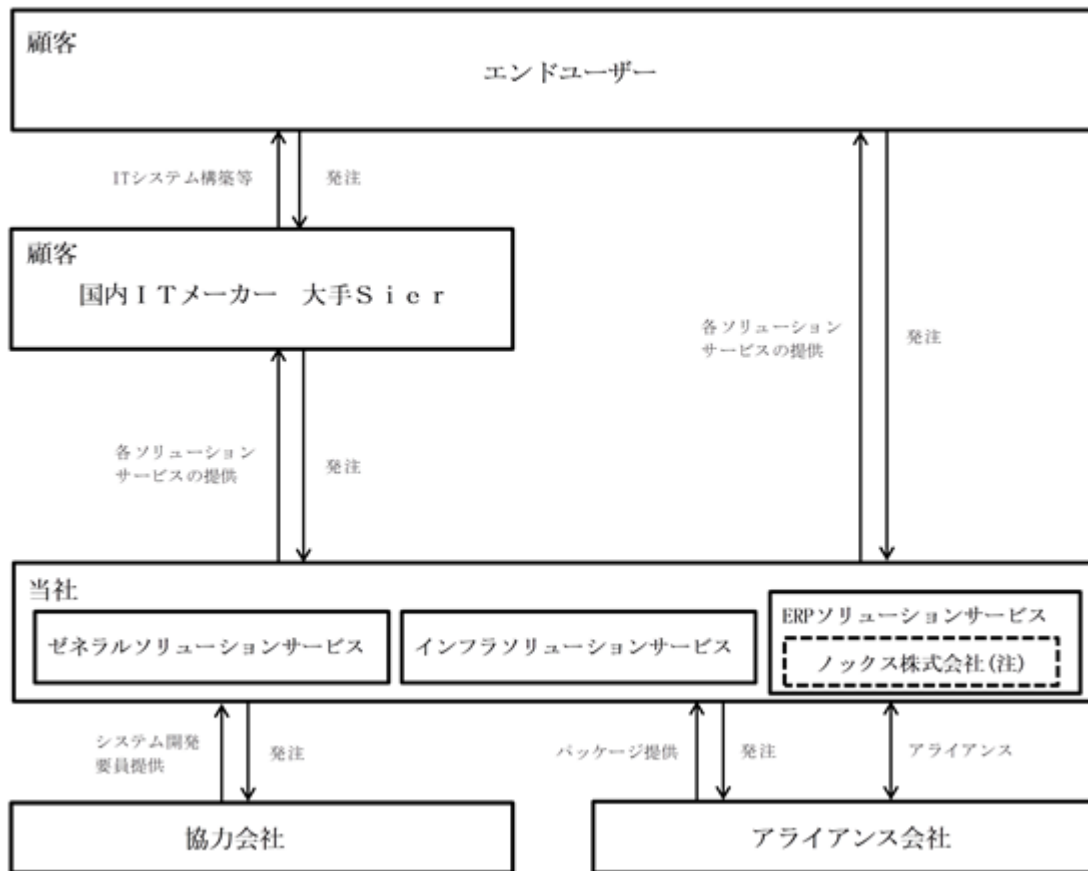 顧客
エンドユーザー
ITシステム構築等
発注
顧客
国内ＩＴメーカー　大手Ｓｉｅｒ
各ソリューション
サービスの提供
発注
各ソリューション
サービスの提供
発注
当社
ゼネラルソリューションサービス
インフラソリューションサービス
ERPソリューションサービス
ノックス株式会社(注)
システム開発
要員提供
発注
パッケージ提供
発注
アライアンス
協力会社
アライアンス会社